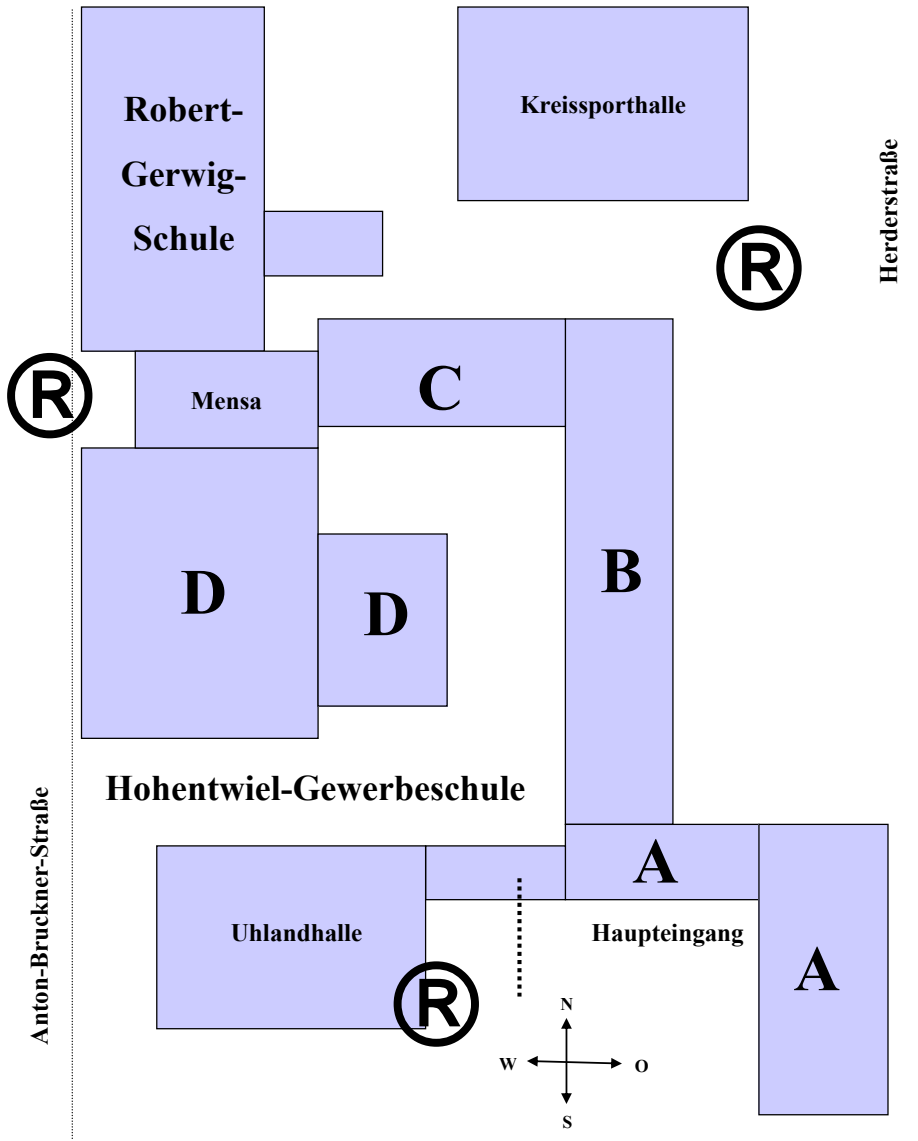 Robert-
Gerwig-
Schule
Kreissporthalle
Herderstraße
®
®
Mensa
C
B
D
D
Hohentwiel-Gewerbeschule
Anton-Bruckner-Straße
A
Uhlandhalle
Haupteingang
A
®
N
W
O
S